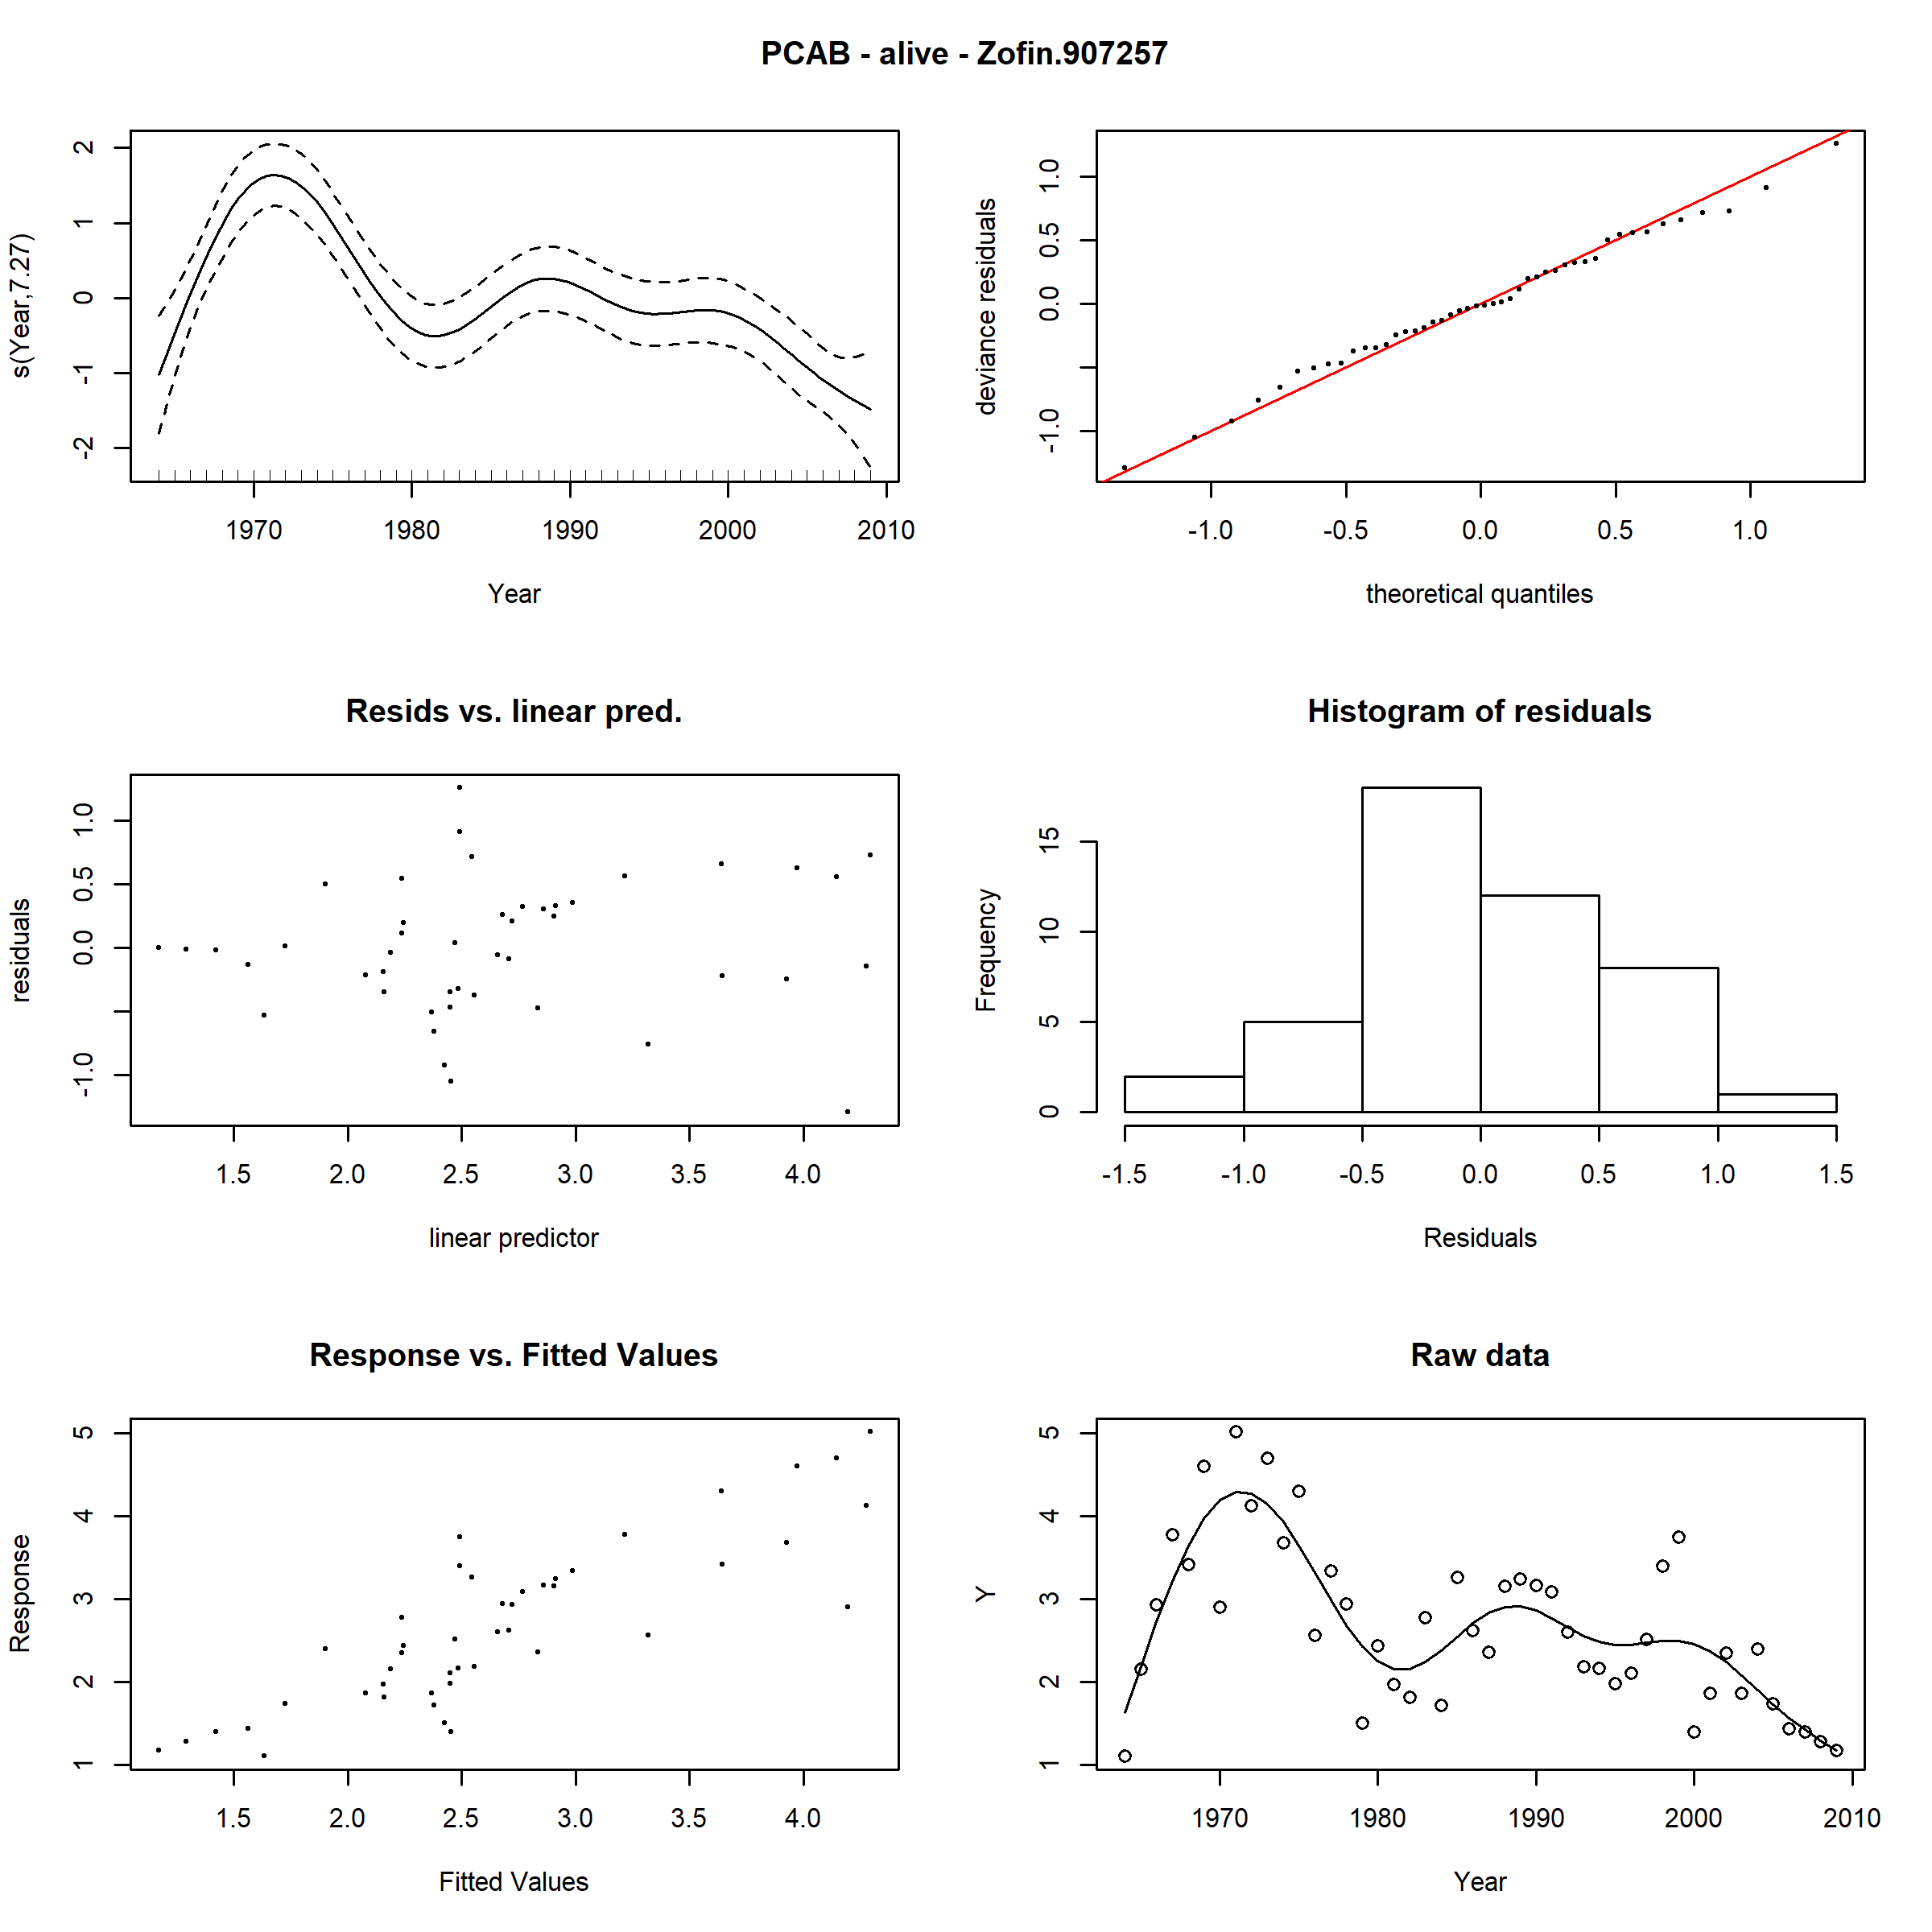 PCAB - alive - Zofin.907257
s(Year,7.27)
2
1
0
-1
-2
1970 1980 1990 2000 2010
Year
deviance residuals
1.0
0.5
0.0
-1.0
-1.0 -0.5 0.0 0.5 1.0
theoretical quantiles
Resids vs. linear pred.
residuals
1.0
0.5
0.0
-1.0
1.5 2.0 2.5 3.0 3.5 4.0
linear predictor
Histogram of residuals
Frequency
15
10
5
0
-1.5 -1.0 -0.5 0.0 0.5 1.0 1.5
Residuals
Response vs. Fitted Values
Response
5
4
3
2
1
1.5 2.0 2.5 3.0 3.5 4.0
Fitted Values
Raw data
Y
5
4
3
2
1
1970 1980 1990 2000 2010
Year